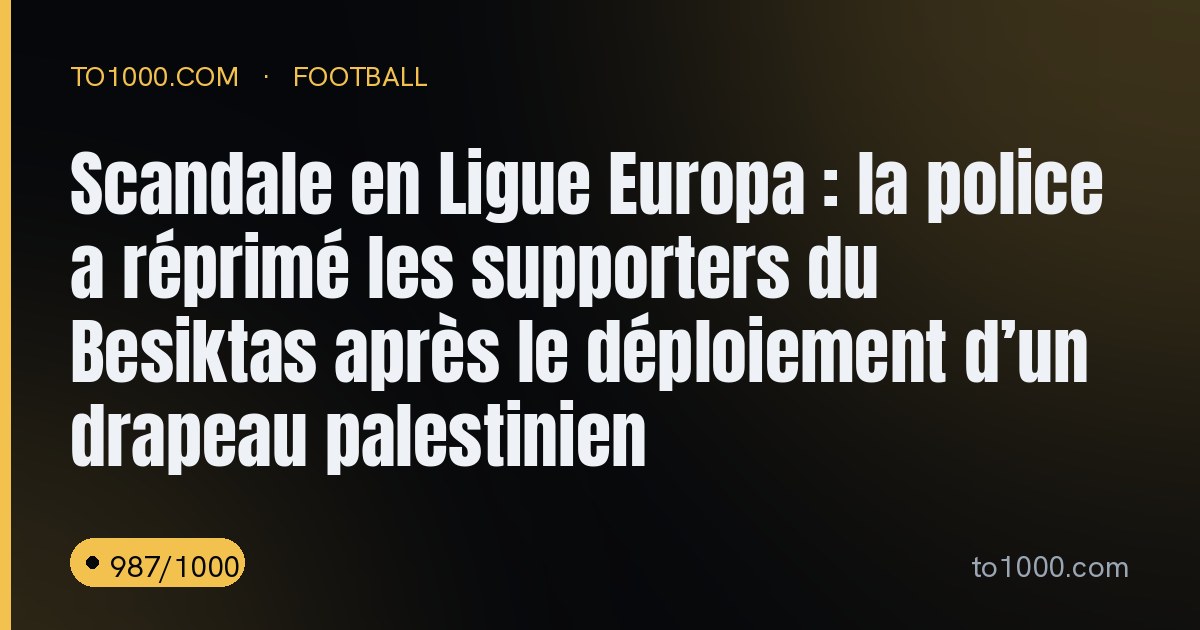 TO1000.COM · FOOTBALL
Scandale en Ligue Europa : la police
a réprimé les supporters du
Besiktas après le déploiement d’un
drapeau palestinien
987/1000
to1000.com